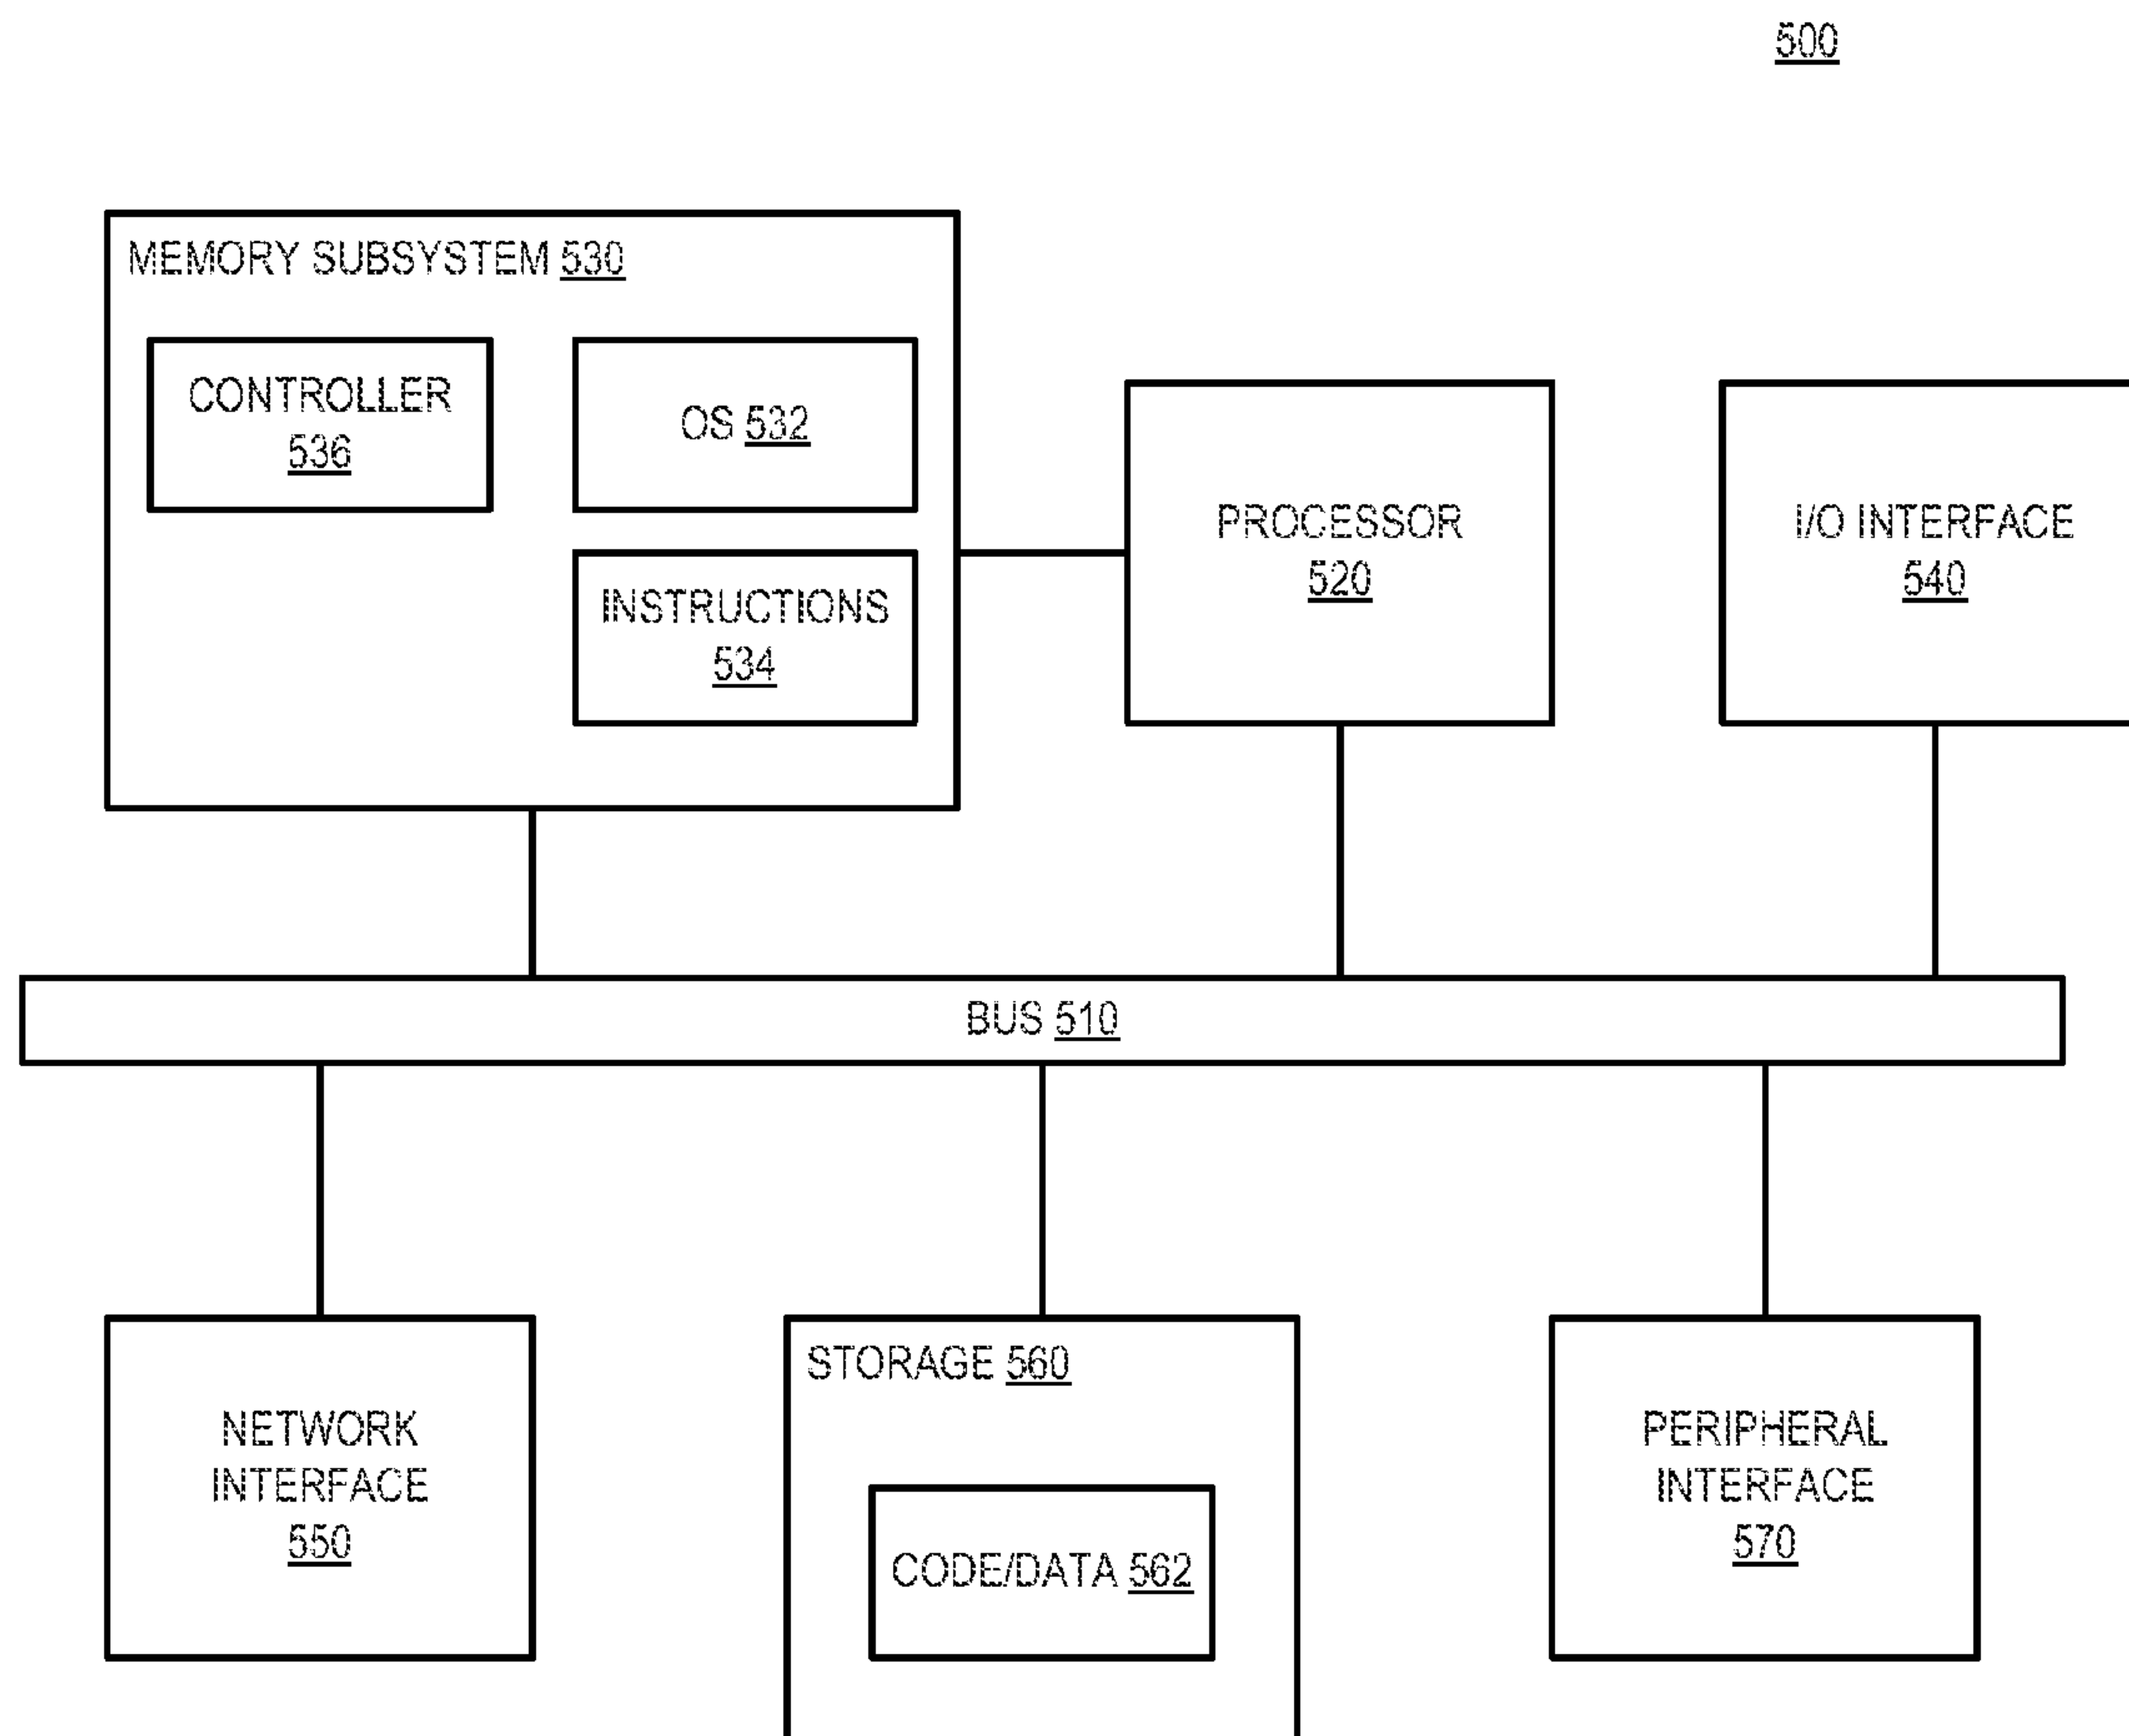 500
MEMORY SUBSYSTEM 530
CONTROLLER
536
OS 532
INSTRUCTIONS
534
PROCESSOR
520
I/O INTERFACE
540
BUS 510
NETWORK
INTERFACE
550
STORAGE 560
CODE/DATA 562
PERIPHERAL
INTERFACE
570